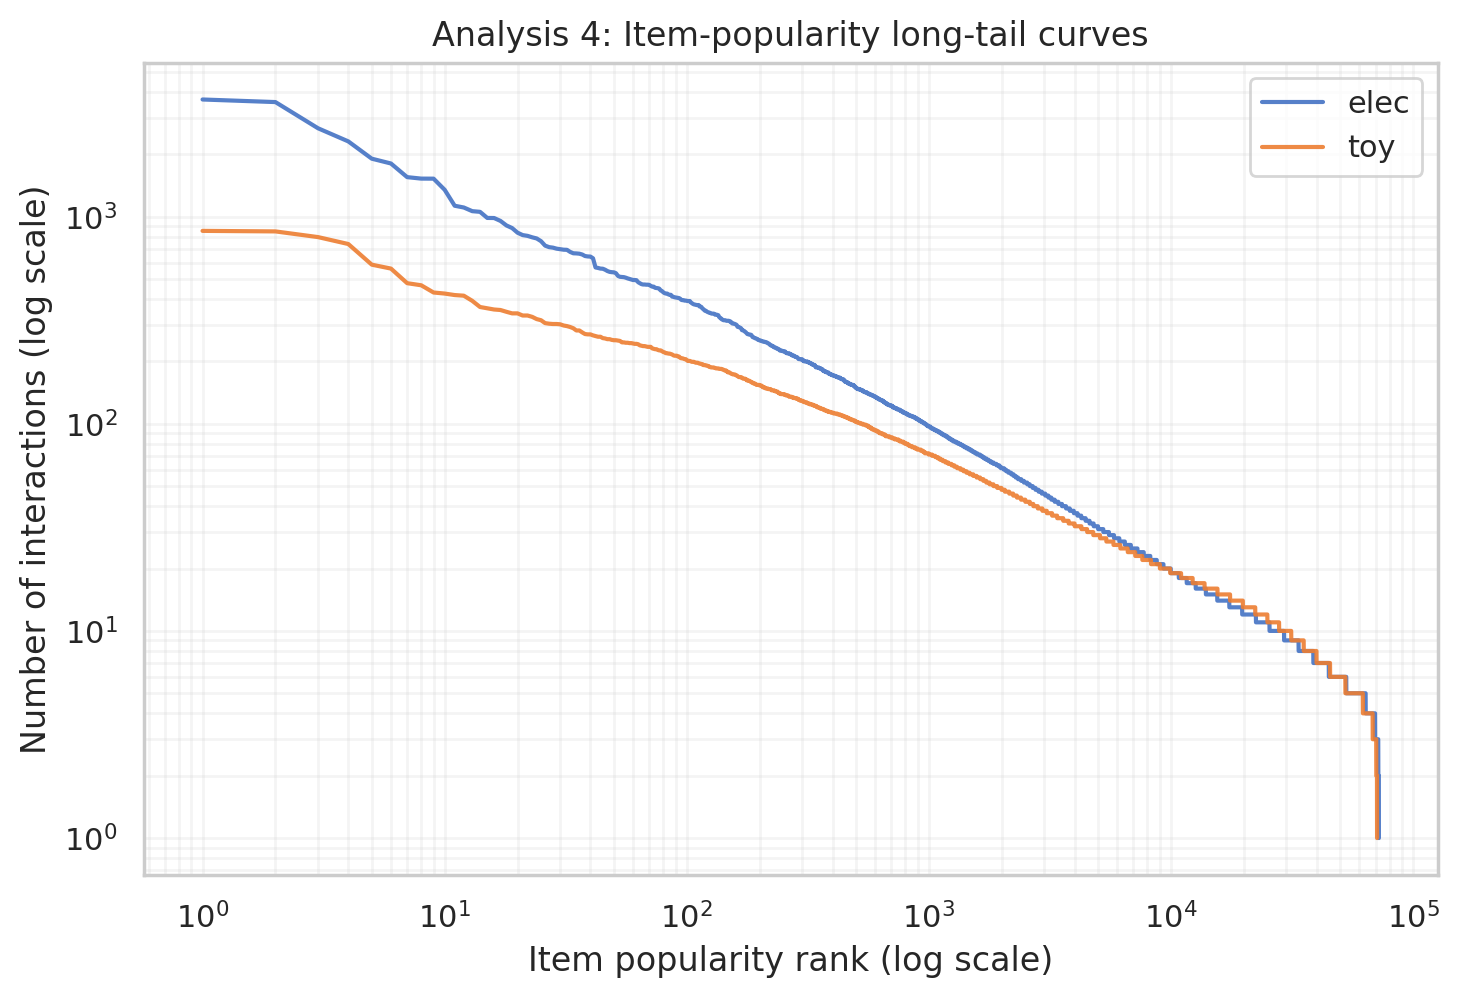 Analysis 4: Item-popularity long-tail curves
elec
toy
Number of interactions (log scale)
10³
10²
10¹
10⁰
10⁰ 10¹ 10² 10³ 10⁴ 10⁵
Item popularity rank (log scale)